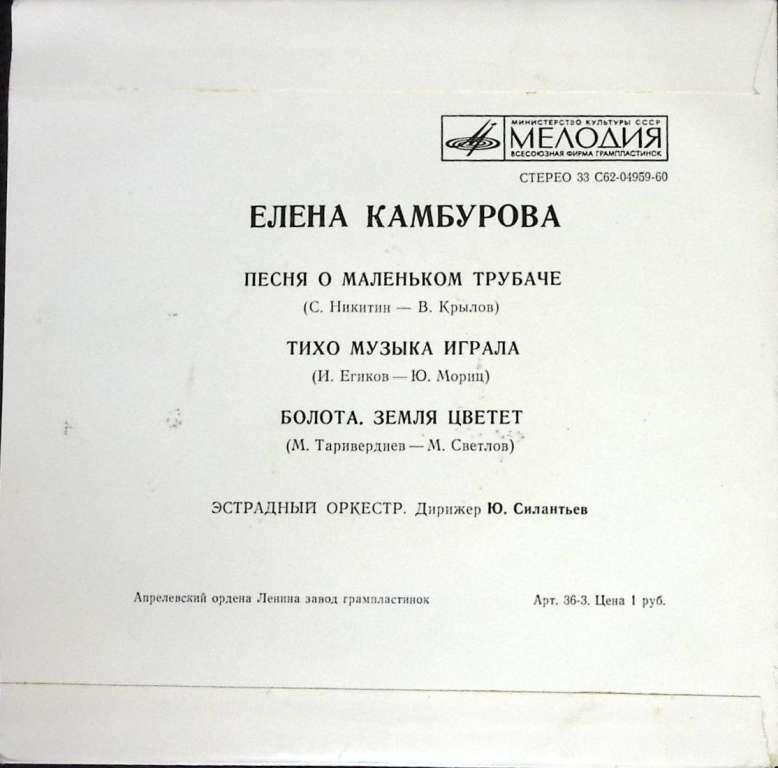 МИНИСТЕРСТВО КУЛЬТУРЫ СССР
МЕЛОДИЯ
ВСЕСОЮЗНАЯ ФИРМА ГРАМПЛАСТИНОК
СТЕРЕО 33 С62-04959-60
ЕЛЕНА КАМБУРОВА
ПЕСНЯ О МАЛЕНЬКОМ ТРУБАЧЕ
(С. Никитин — В. Крылов)
ТИХО МУЗЫКА ИГРАЛА
(И. Егиков — Ю. Мориц)
БОЛОТА. ЗЕМЛЯ ЦВЕТЕТ
(М. Таривердиев — М. Светлов)
ЭСТРАДНЫЙ ОРКЕСТР. Дирижер Ю. Силантьев
Апрелевский ордена Ленина завод грампластинок Арт. 36-3. Цена 1 руб.